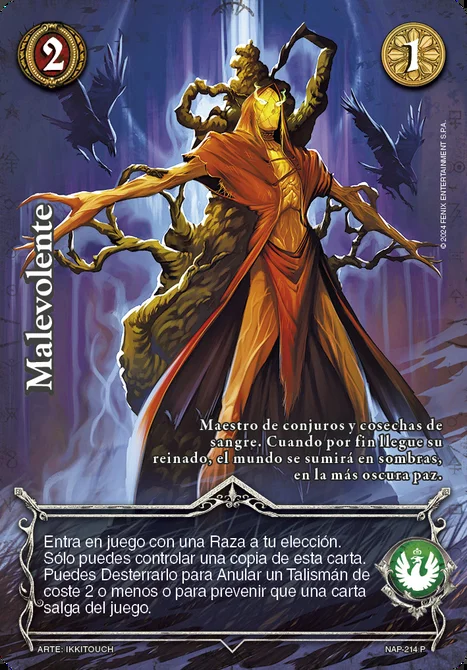 2
1
© 2024 FENIX ENTERTAINMENT S.P.A.
Malevolente
Maestro de conjuros y cosechas de
sangre. Cuando por fin llegue su
reinado, el mundo se sumirá en sombras,
en la más oscura paz.
Entra en juego con una Raza a tu elección.
Sólo puedes controlar una copia de esta carta.
Puedes Desterrarlo para Anular un Talismán de
coste 2 o menos o para prevenir que una carta
salga del juego.
ARTE: IKKITOUCH
NAP-214 P